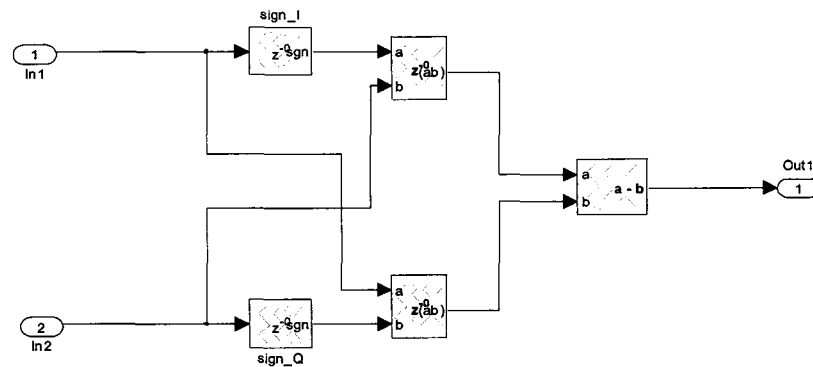 sign_I
1
In1
z⁻⁰sgn
a
b
z⁻⁰(ab)
a
b
a - b
Out1
1
2
In2
z⁻⁰sgn
sign_Q
a
b
z⁻⁰(ab)